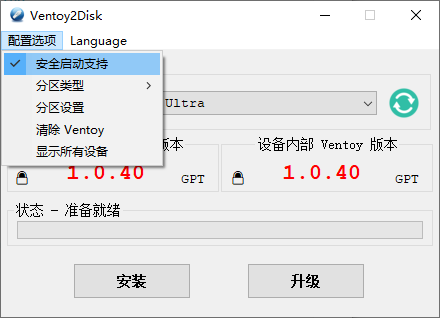 Ventoy2Disk
配置选项 Language
安全启动支持
分区类型
Ultra
分区设置
清除 Ventoy
显示所有设备
版本 设备内部 Ventoy 版本
1.0.40 GPT 1.0.40 GPT
状态 - 准备就绪
安装 升级